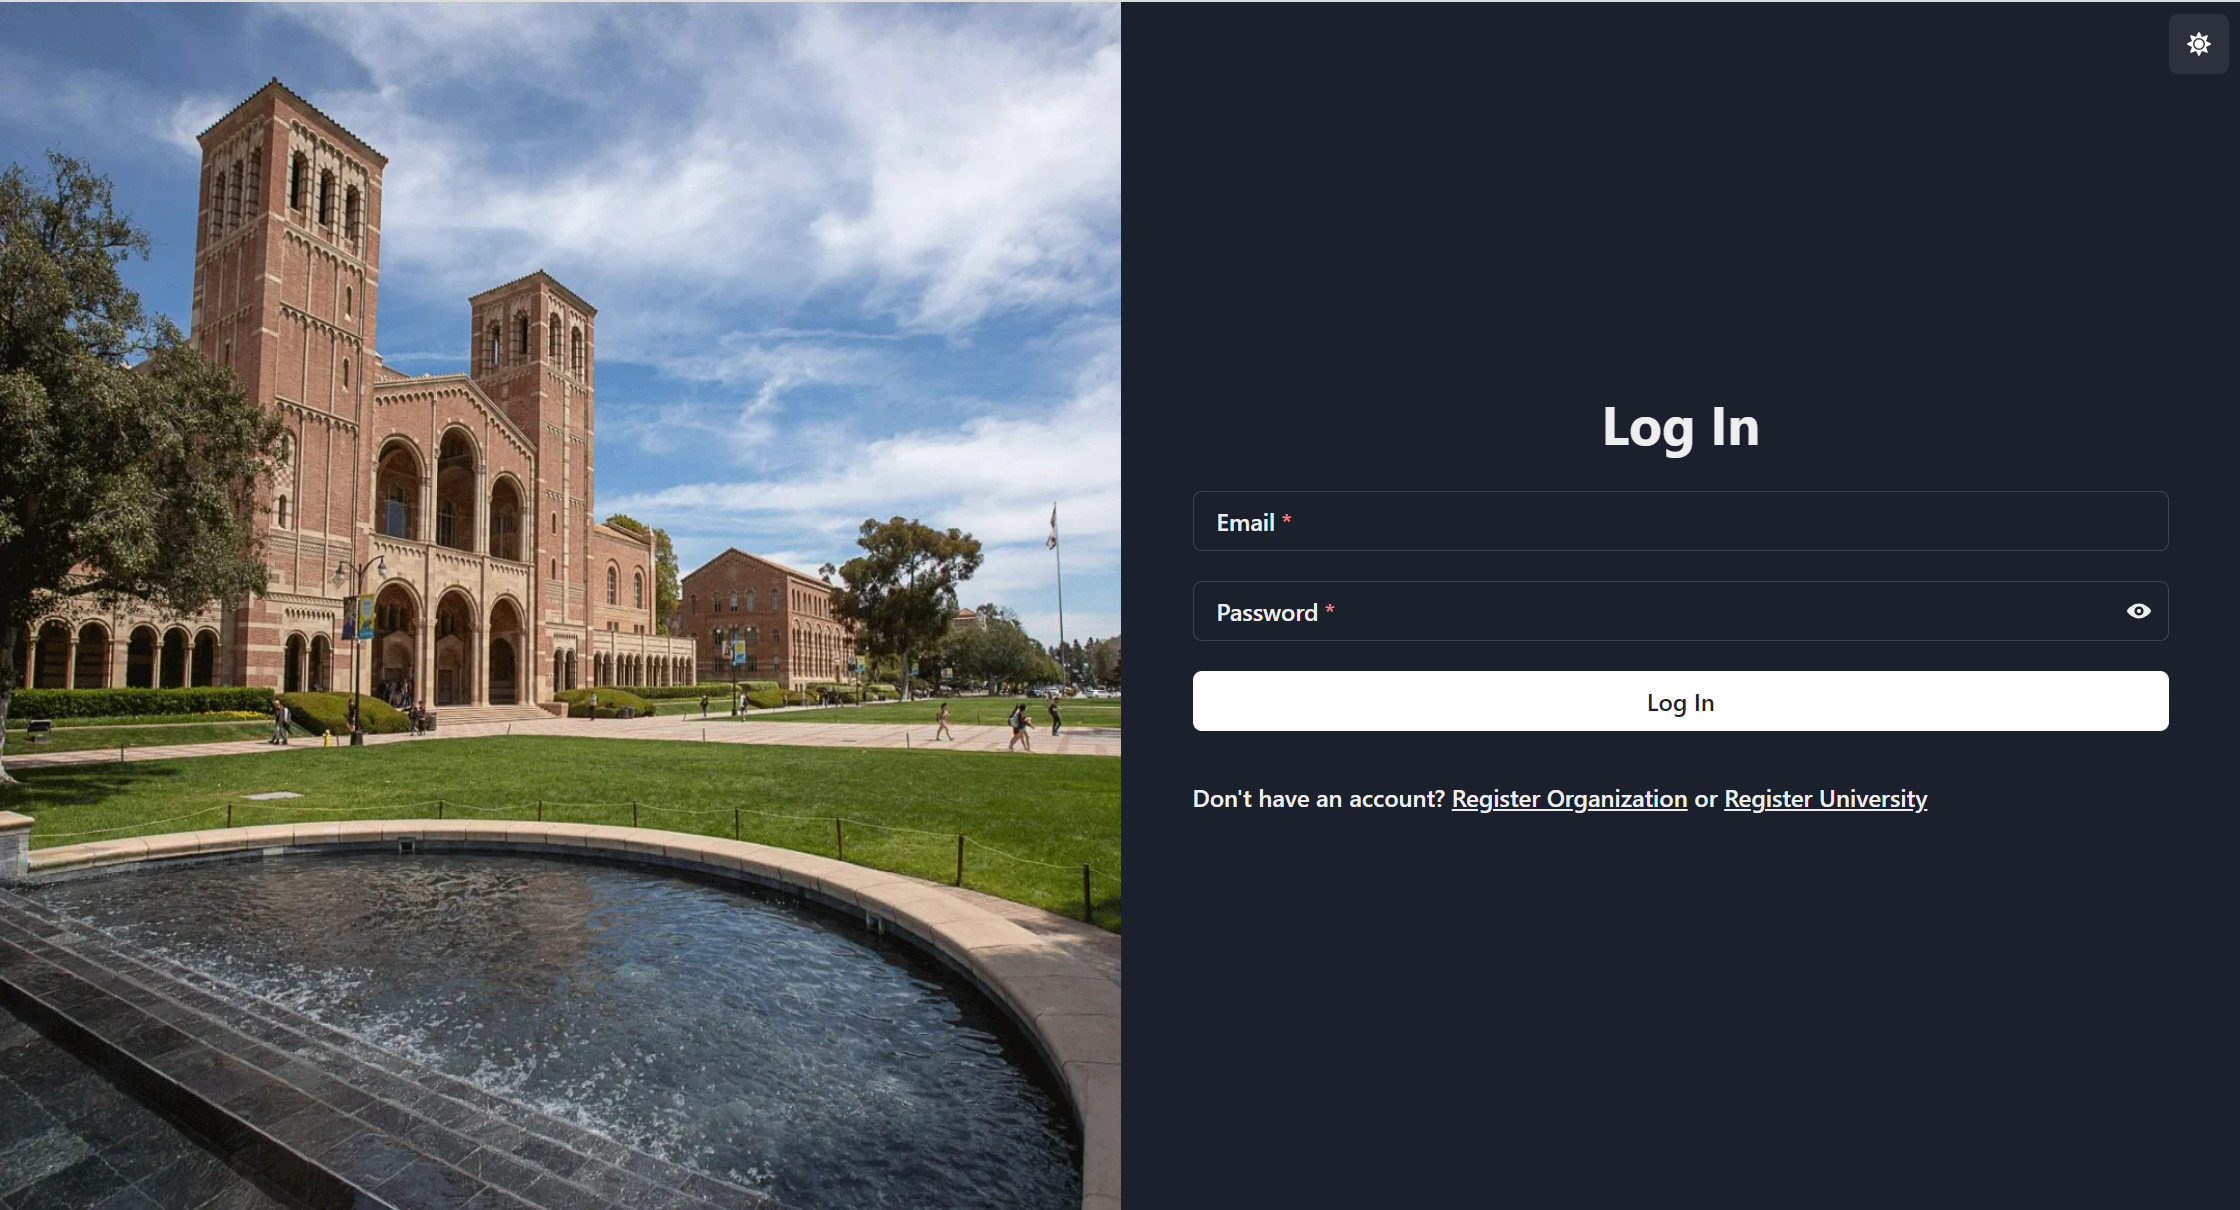 Log In
Email *
Password *
Log In
Don't have an account? Register Organization or Register University